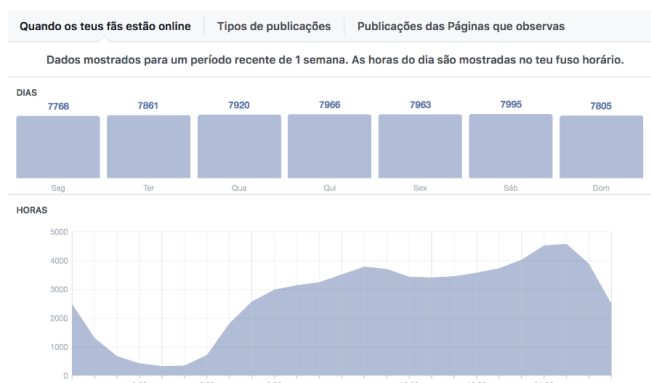 Quando os teus fãs estão online Tipos de publicações Publicações das Páginas que observas
Dados mostrados para um período recente de 1 semana. As horas do dia são mostradas no teu fuso horário.
DIAS
7768 7861 7920 7966 7963 7995 7805
Seg Ter Qua Qui Sex Sáb Dom
HORAS
5000
4000
3000
2000
1000
0